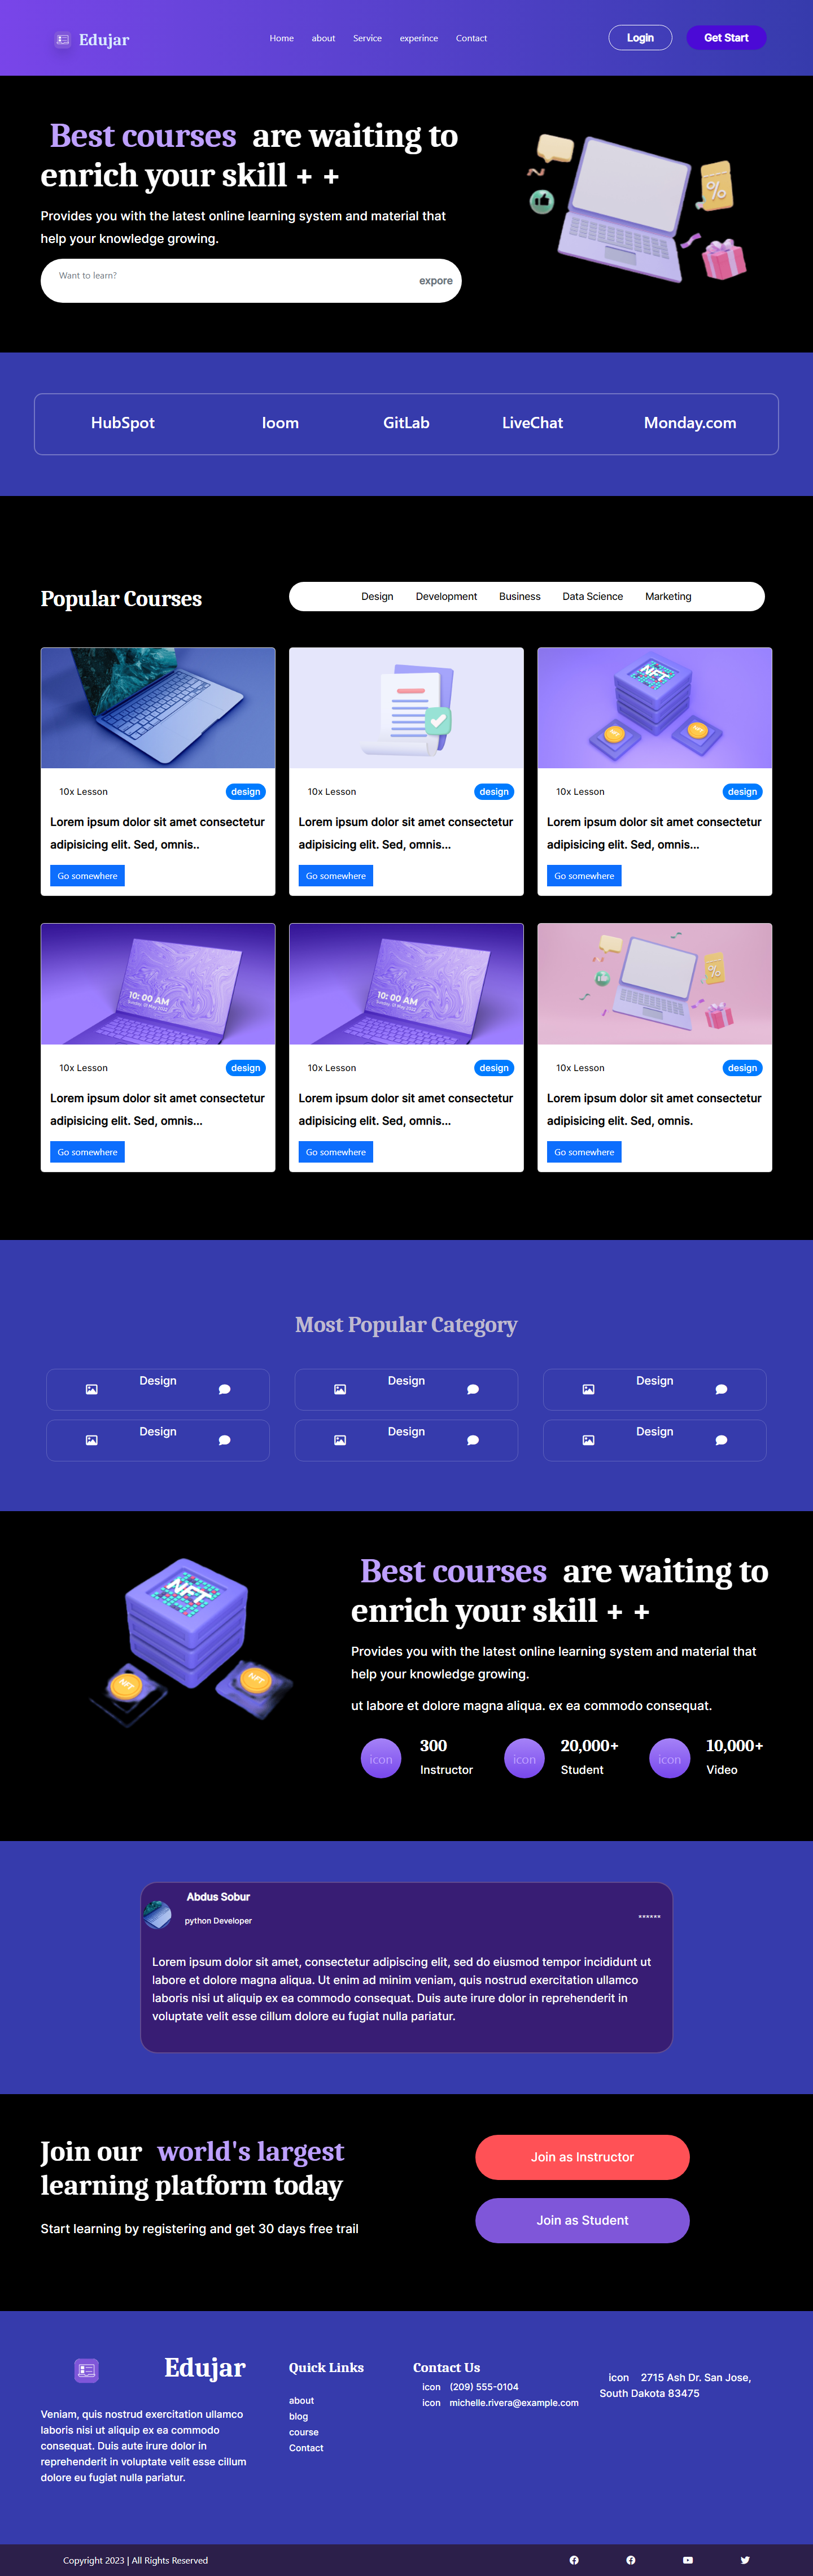 Edujar
Home about Service experince Contact
Login Get Start
Best courses are waiting to
enrich your skill + +
Provides you with the latest online learning system and material that
help your knowledge growing.
Want to learn? expore
HubSpot loom GitLab LiveChat Monday.com
Popular Courses
Design Development Business Data Science Marketing
NFT
10x Lesson design
Lorem ipsum dolor sit amet consectetur
adipisicing elit. Sed, omnis..
Go somewhere
10x Lesson design
Lorem ipsum dolor sit amet consectetur
adipisicing elit. Sed, omnis...
Go somewhere
10x Lesson design
Lorem ipsum dolor sit amet consectetur
adipisicing elit. Sed, omnis...
Go somewhere
10: 00 AM
Sunday, 01 May 2022
10x Lesson design
Lorem ipsum dolor sit amet consectetur
adipisicing elit. Sed, omnis...
Go somewhere
10: 00 AM
Sunday, 01 May 2022
10x Lesson design
Lorem ipsum dolor sit amet consectetur
adipisicing elit. Sed, omnis...
Go somewhere
%
10x Lesson design
Lorem ipsum dolor sit amet consectetur
adipisicing elit. Sed, omnis.
Go somewhere
Most Popular Category
Design Design Design
Design Design Design
NFT
Best courses are waiting to
enrich your skill + +
Provides you with the latest online learning system and material that
help your knowledge growing.
ut labore et dolore magna aliqua. ex ea commodo consequat.
icon 300 icon 20,000+ icon 10,000+
Instructor Student Video
Abdus Sobur
python Developer
******
Lorem ipsum dolor sit amet, consectetur adipiscing elit, sed do eiusmod tempor incididunt ut
labore et dolore magna aliqua. Ut enim ad minim veniam, quis nostrud exercitation ullamco
laboris nisi ut aliquip ex ea commodo consequat. Duis aute irure dolor in reprehenderit in
voluptate velit esse cillum dolore eu fugiat nulla pariatur.
Join our world's largest
learning platform today
Start learning by registering and get 30 days free trail
Join as Instructor
Join as Student
Edujar
Veniam, quis nostrud exercitation ullamco
laboris nisi ut aliquip ex ea commodo
consequat. Duis aute irure dolor in
reprehenderit in voluptate velit esse cillum
dolore eu fugiat nulla pariatur.
Quick Links
about
blog
course
Contact
Contact Us
icon (209) 555-0104
icon michelle.rivera@example.com
icon 2715 Ash Dr. San Jose,
South Dakota 83475
Copyright 2023 | All Rights Reserved